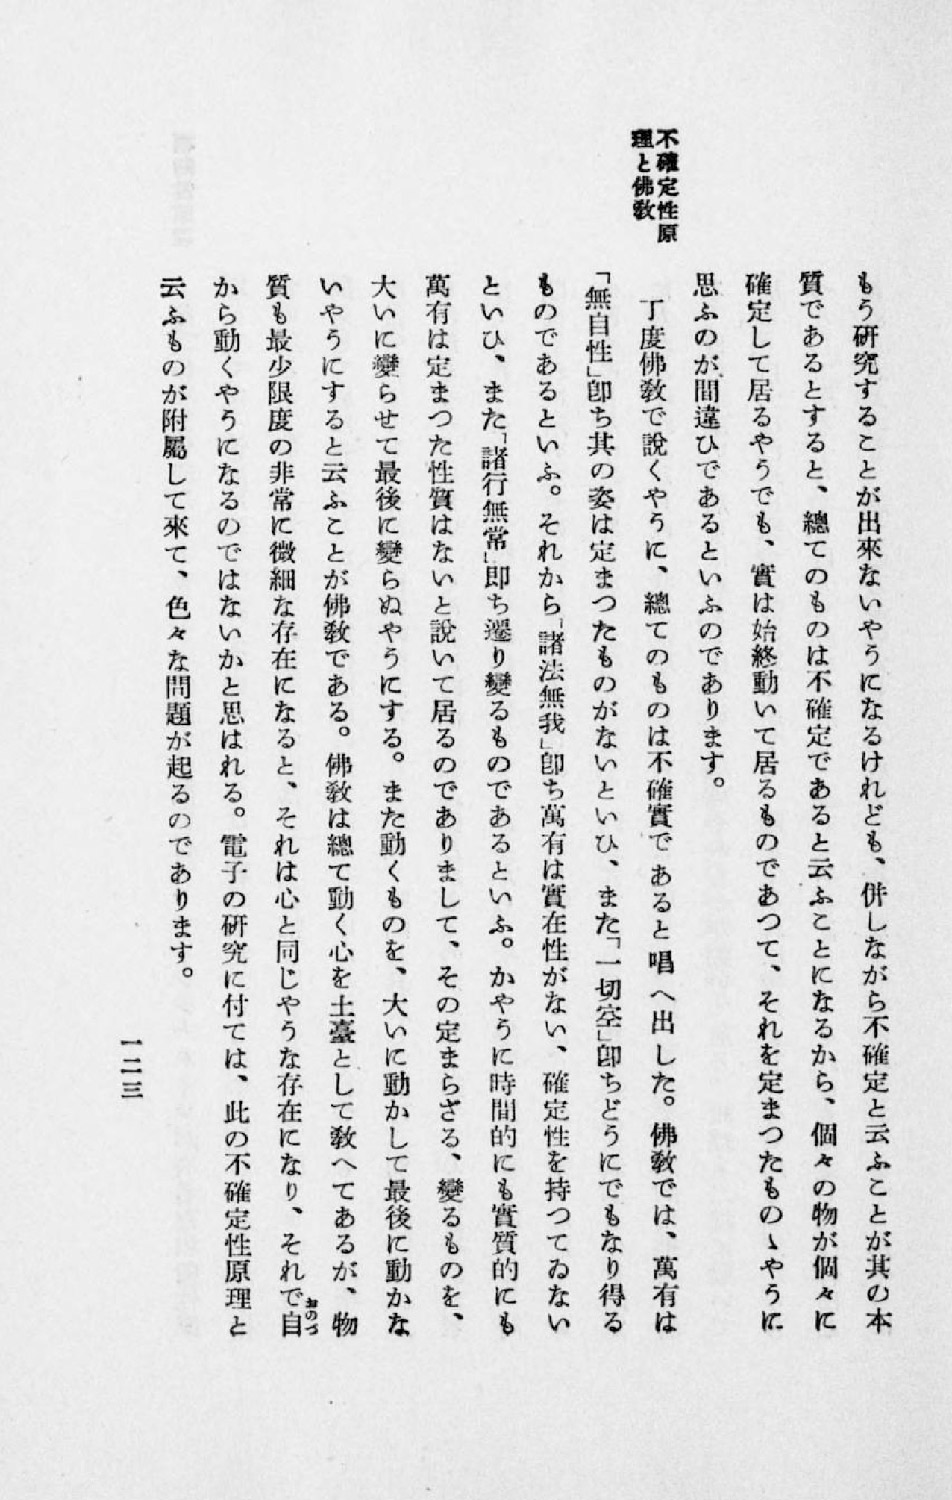 不確定性原
理と佛敎
もう硏究することが出來ないやうになるけれども、併しながら不確定と云ふことが其の本
質であるとすると、總てのものは不確定であると云ふことになるから、個々の物が個々に
確定して居るやうでも、實は始終動いて居るものであつて、それを定まつたものゝやうに
思ふのが間違ひであるといふのであります。
丁度佛敎で說くやうに、總てのものは不確實であると唱へ出した。佛敎では、萬有は
「無自性」卽ち其の姿は定まつたものがないといひ、また「一切空」卽ちどうにでもなり得る
ものであるといふ。それから「諸法無我」卽ち萬有は實在性がない、確定性を持つてゐない
といひ、また「諸行無常」卽ち遷り變るものであるといふ。かやうに時間的にも實質的にも
萬有は定まつた性質はないと說いて居るのでありまして、その定まらざる、變るものを、
大いに變らせて最後に變らぬやうにする。また動くものを、大いに動かして最後に動かな
いやうにすると云ふことが佛敎である。佛敎は總て動く心を土臺として敎へてあるが、物
質も最少限度の非常に微細な存在になると、それは心と同じやうな存在になり、それで自おのづ
から動くやうになるのではないかと思はれる。電子の硏究に付ては、此の不確定性原理と
云ふものが附屬して來て、色々な問題が起るのであります。
一二三